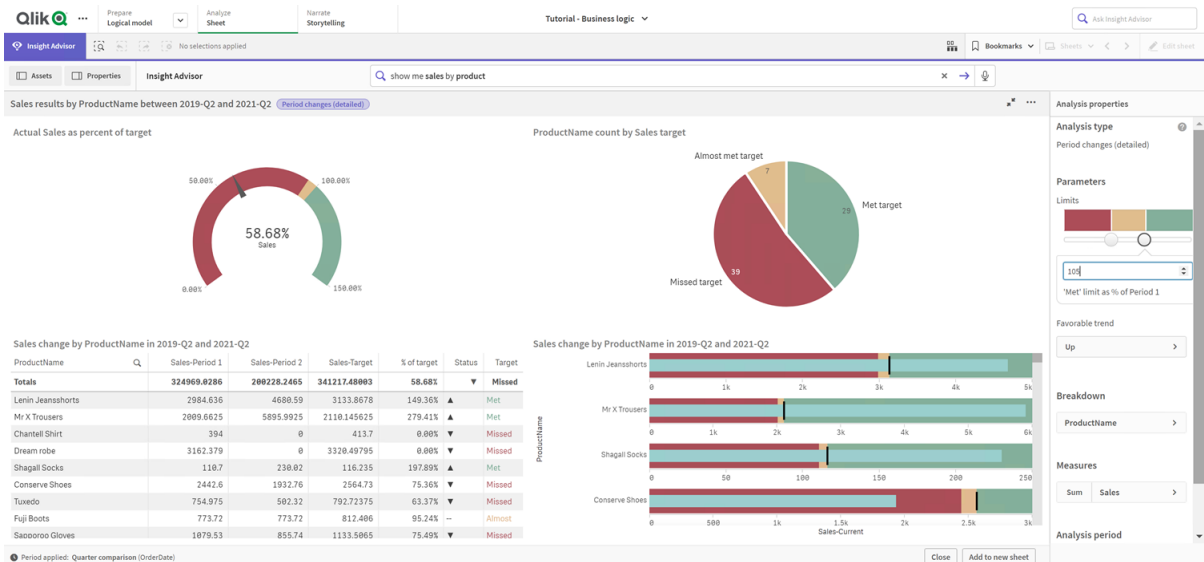 Qlik
Prepare
Logical model
Analyze
Sheet
Narrate
Storytelling
Tutorial - Business logic
Ask Insight Advisor
Insight Advisor
No selections applied
Bookmarks
Sheets
Edit sheet
Assets
Properties
Insight Advisor
show me sales by product
Sales results by ProductName between 2019-Q2 and 2021-Q2
Period changes (detailed)
Actual Sales as percent of target
50.00%
100.00%
58.68%
Sales
0.00%
150.00%
ProductName count by Sales target
Almost met target
7
29
Met target
39
Missed target
Sales change by ProductName in 2019-Q2 and 2021-Q2
ProductName Sales-Period 1 Sales-Period 2 Sales-Target % of target Status Target
Totals 324969.0286 200228.2465 341217.48003 58.68% ▼ Missed
Lenin Jeansshorts 2984.636 4680.59 3133.8678 149.36% ▲ Met
Mr X Trousers 2009.6625 5895.9925 2110.145625 279.41% ▲ Met
Chantell Shirt 394 0 413.7 0.00% ▼ Missed
Dream robe 3162.379 0 3320.49795 0.00% ▼ Missed
Shagall Socks 110.7 230.02 116.235 197.89% ▲ Met
Conserve Shoes 2442.6 1932.76 2564.73 75.36% ▼ Missed
Tuxedo 754.975 502.32 792.72375 63.37% ▼ Missed
Fuji Boots 773.72 773.72 812.406 95.24% -- Almost
Sapporoo Gloves 1079.53 855.74 1133.5065 75.49% ▼ Missed
Sales change by ProductName in 2019-Q2 and 2021-Q2
ProductName
Lenin Jeansshorts
0 1k 2k 3k 4k 5k
Mr X Trousers
0 1k 2k 3k 4k 5k 6k
Shagall Socks
0 50 100 150 200 250
Conserve Shoes
0 500 1k 1.5k 2k 2.5k 3k
Sales-Current
Analysis properties
Analysis type
Period changes (detailed)
Parameters
Limits
105
'Met' limit as % of Period 1
Favorable trend
Up
Breakdown
ProductName
Measures
Sum Sales
Analysis period
Period applied: Quarter comparison (OrderDate)
Close
Add to new sheet